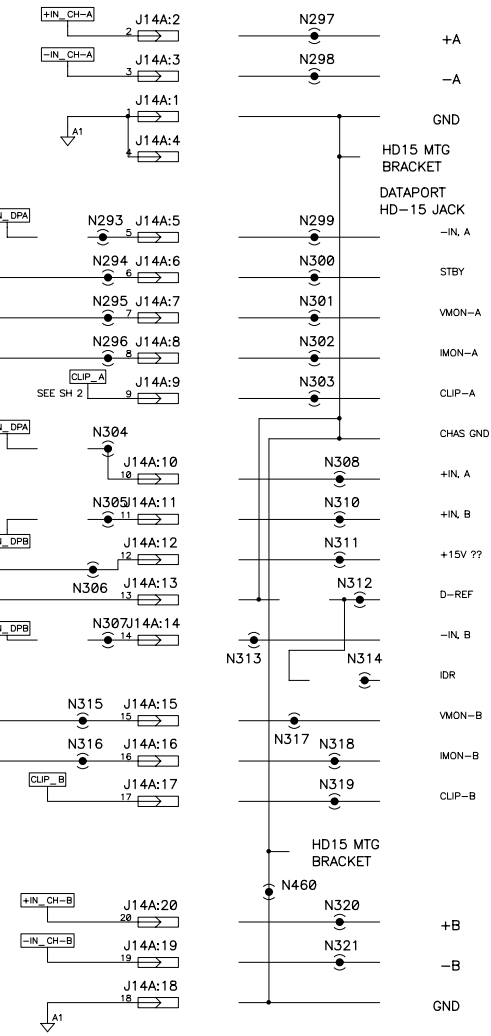 +IN_CH-A J14A:2 N297
2 +A
-IN_CH-A J14A:3 N298
3 -A
J14A:1
1 GND
A1 J14A:4
4 HD15 MTG
BRACKET
DATAPORT
HD-15 JACK
N_DPA N293 J14A:5 N299
5 -IN, A
N294 J14A:6 N300
6 STBY
N295 J14A:7 N301
7 VMON-A
N296 J14A:8 N302
8 IMON-A
CLIP_A J14A:9 N303
SEE SH 2 9 CLIP-A
N_DPA N304 CHAS GND
J14A:10 N308
10 +IN, A
N305 J14A:11 N310
11 +IN, B
N_DPB J14A:12 N311
12 +15V ??
N306 J14A:13 N312
13 D-REF
N_DPB N307 J14A:14
14 -IN, B
N313 N314
IDR
N315 J14A:15
15 VMON-B
N317
N316 J14A:16 N318
16 IMON-B
CLIP_B J14A:17 N319
17 CLIP-B
HD15 MTG
BRACKET
N460
+IN_CH-B J14A:20 N320
20 +B
-IN_CH-B J14A:19 N321
19 -B
J14A:18
18 GND
A1